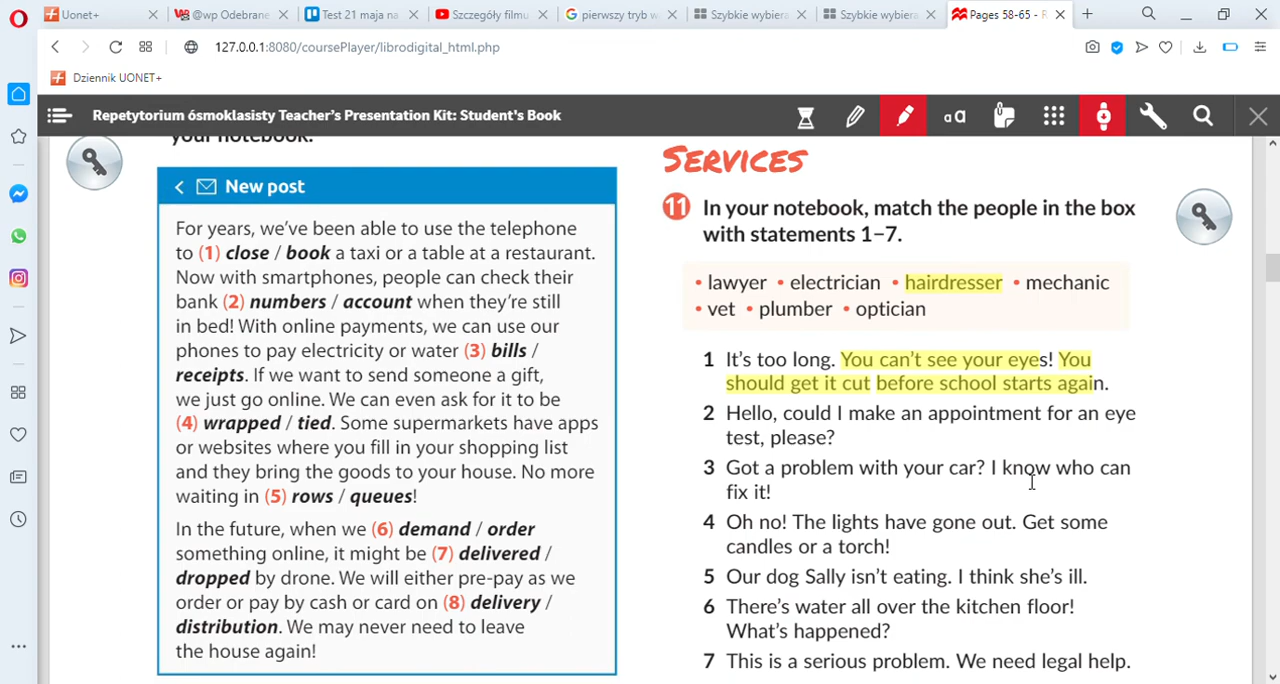 Uonet+
@wp Odebrane
Test 21 maja na
Szczegóły filmu
pierwszy tryb w
Szybkie wybiera
Szybkie wybiera
Pages 58-65 - R
127.0.0.1:8080/coursePlayer/librodigital_html.php
Dziennik UONET+
Repetytorium ósmoklasisty Teacher's Presentation Kit: Student's Book
aa
your notebook.
New post
For years, we've been able to use the telephone
to (1) close / book a taxi or a table at a restaurant.
Now with smartphones, people can check their
bank (2) numbers / account when they're still
in bed! With online payments, we can use our
phones to pay electricity or water (3) bills /
receipts. If we want to send someone a gift,
we just go online. We can even ask for it to be
(4) wrapped / tied. Some supermarkets have apps
or websites where you fill in your shopping list
and they bring the goods to your house. No more
waiting in (5) rows / queues!
In the future, when we (6) demand / order
something online, it might be (7) delivered /
dropped by drone. We will either pre-pay as we
order or pay by cash or card on (8) delivery /
distribution. We may never need to leave
the house again!
SERVICES
11 In your notebook, match the people in the box
with statements 1–7.
• lawyer • electrician • hairdresser • mechanic
• vet • plumber • optician
1 It's too long. You can't see your eyes! You
should get it cut before school starts again.
2 Hello, could I make an appointment for an eye
test, please?
3 Got a problem with your car? I know who can
fix it!
4 Oh no! The lights have gone out. Get some
candles or a torch!
5 Our dog Sally isn't eating. I think she's ill.
6 There's water all over the kitchen floor!
What's happened?
7 This is a serious problem. We need legal help.